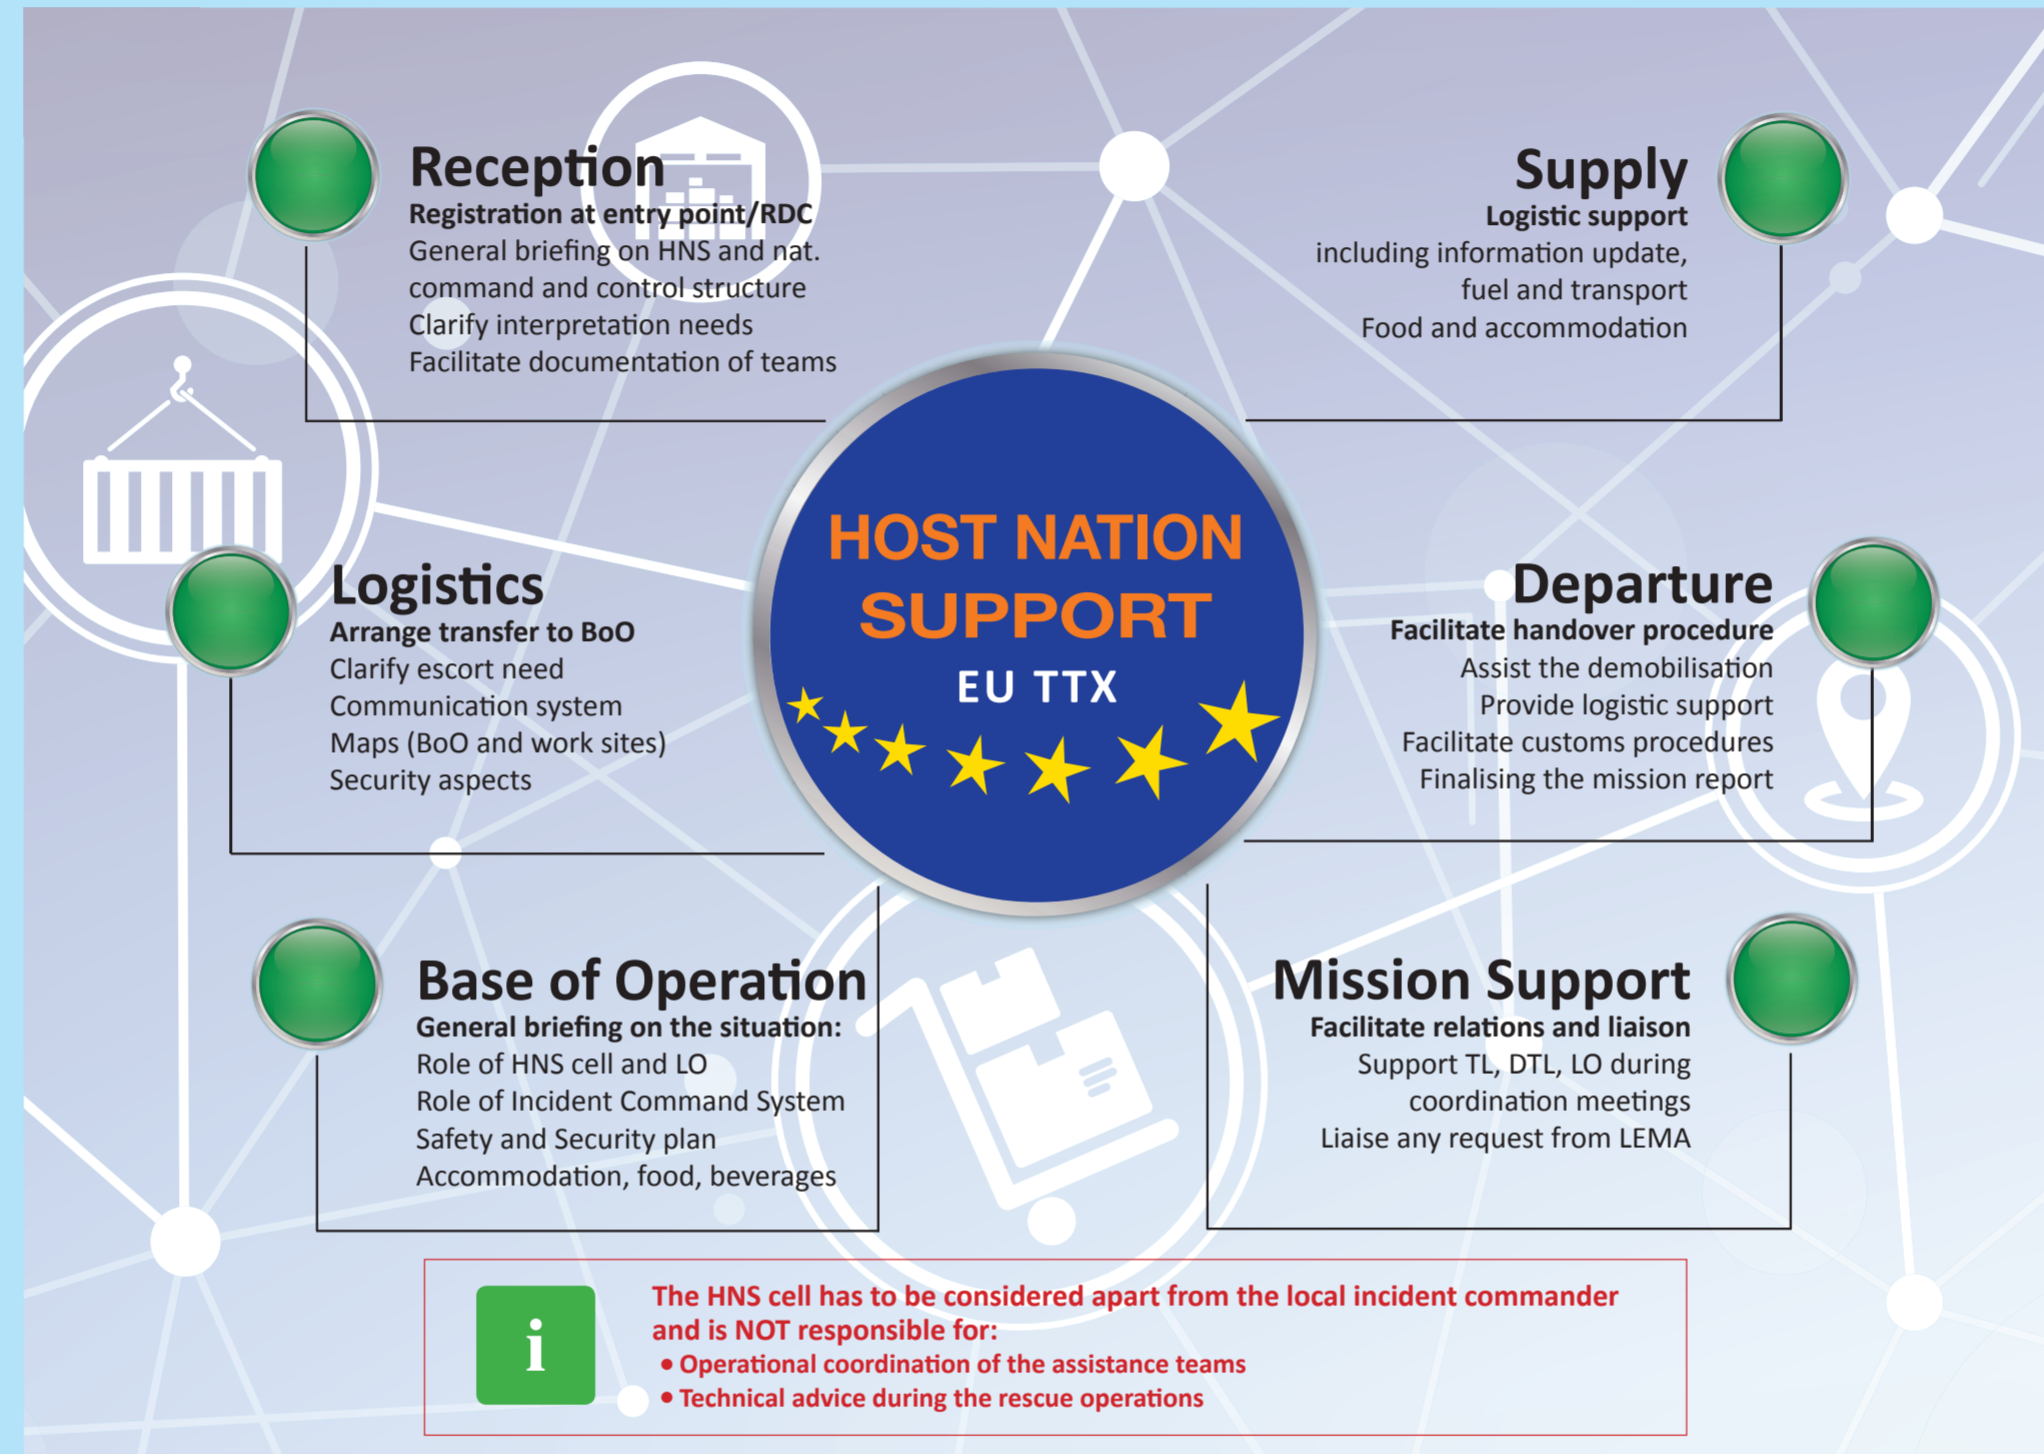 Reception
Registration at entry point/RDC
General briefing on HNS and nat.
command and control structure
Clarify interpretation needs
Facilitate documentation of teams
Supply
Logistic support
including information update,
fuel and transport
Food and accommodation
HOST NATION
SUPPORT
EU TTX
Logistics
Arrange transfer to BoO
Clarify escort need
Communication system
Maps (BoO and work sites)
Security aspects
Departure
Facilitate handover procedure
Assist the demobilisation
Provide logistic support
Facilitate customs procedures
Finalising the mission report
Base of Operation
General briefing on the situation:
Role of HNS cell and LO
Role of Incident Command System
Safety and Security plan
Accommodation, food, beverages
Mission Support
Facilitate relations and liaison
Support TL, DTL, LO during
coordination meetings
Liaise any request from LEMA
i
The HNS cell has to be considered apart from the local incident commander
and is NOT responsible for:
• Operational coordination of the assistance teams
• Technical advice during the rescue operations